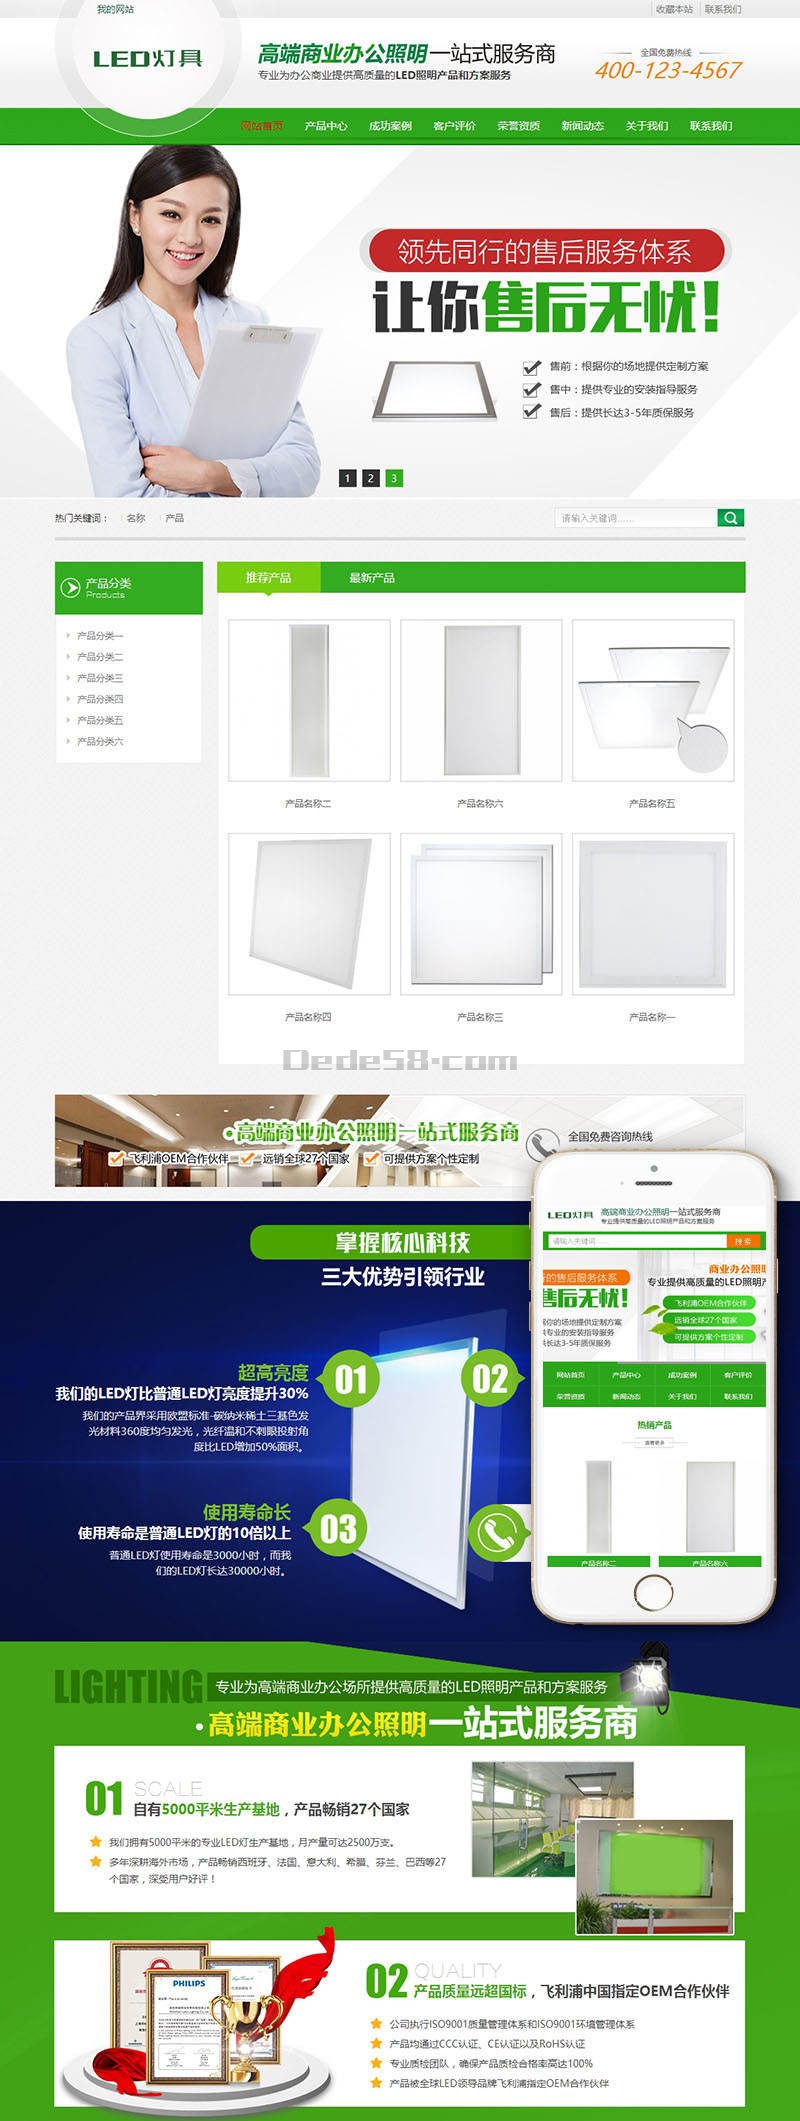 我的网站
收藏本站 联系我们
LED灯具
高端商业办公照明一站式服务商
专业为办公商业提供高质量的LED照明产品和方案服务
全国免费热线
400-123-4567
网站首页 产品中心 成功案例 客户评价 荣誉资质 新闻动态 关于我们 联系我们
领先同行的售后服务体系
让你售后无忧!
售前：根据你的场地提供定制方案
售中：提供专业的安装指导服务
售后：提供长达3-5年质保服务
1 2 3
热门关键词： 名称 产品
请输入关键词……
产品分类
Products
推荐产品 最新产品
产品分类一
产品分类二
产品分类三
产品分类四
产品分类五
产品分类六
产品名称二 产品名称六 产品名称五
产品名称四 产品名称三 产品名称一
Dede58.com
高端商业办公照明一站式服务商
飞利浦OEM合作伙伴 远销全球27个国家 可提供方案个性定制
全国免费咨询热线
掌握核心科技
三大优势引领行业
超高亮度
我们的LED灯比普通LED灯亮度提升30%
我们的产品界采用欧盟标准-碳纳米稀土三基色发
光材料360度均匀发光，光纤温和不刺眼投射角
度比LED增加50%面积。
01
02
使用寿命长
使用寿命是普通LED灯的10倍以上
普通LED灯使用寿命是3000小时，而我
们的LED灯长达30000小时。
03
LED灯具
高端商业办公照明一站式服务商
专业提供高质量的LED照明产品和方案服务
请输入关键词……
搜 索
的售后服务体系
售后无忧!
你的场地提供定制方案
专业的安装指导服务
长达3-5年质保服务
商业办公照
专业提供高质量的LED照明
飞利浦OEM合作伙伴
远销全球27个国家
可提供方案个性定制
网站首页 产品中心 成功案例 客户评价
荣誉资质 新闻动态 关于我们 联系我们
热销产品
查看更多
产品名称二 产品名称六
LIGHTING
专业为高端商业办公场所提供高质量的LED照明产品和方案服务
高端商业办公照明一站式服务商
01
SCALE
自有5000平米生产基地，产品畅销27个国家
我们拥有5000平米的专业LED灯生产基地，月产量可达2500万支。
多年深耕海外市场，产品畅销西班牙、法国、意大利、希腊、芬兰、巴西等27
个国家，深受用户好评！
PHILIPS
02
QUALITY
产品质量远超国标，飞利浦中国指定OEM合作伙伴
公司执行ISO9001质量管理体系和ISO9001环境管理体系
产品均通过CCC认证、CE认证以及RoHS认证
专业质检团队，确保产品质检合格率高达100%
产品被全球LED领导品牌飞利浦指定OEM合作伙伴